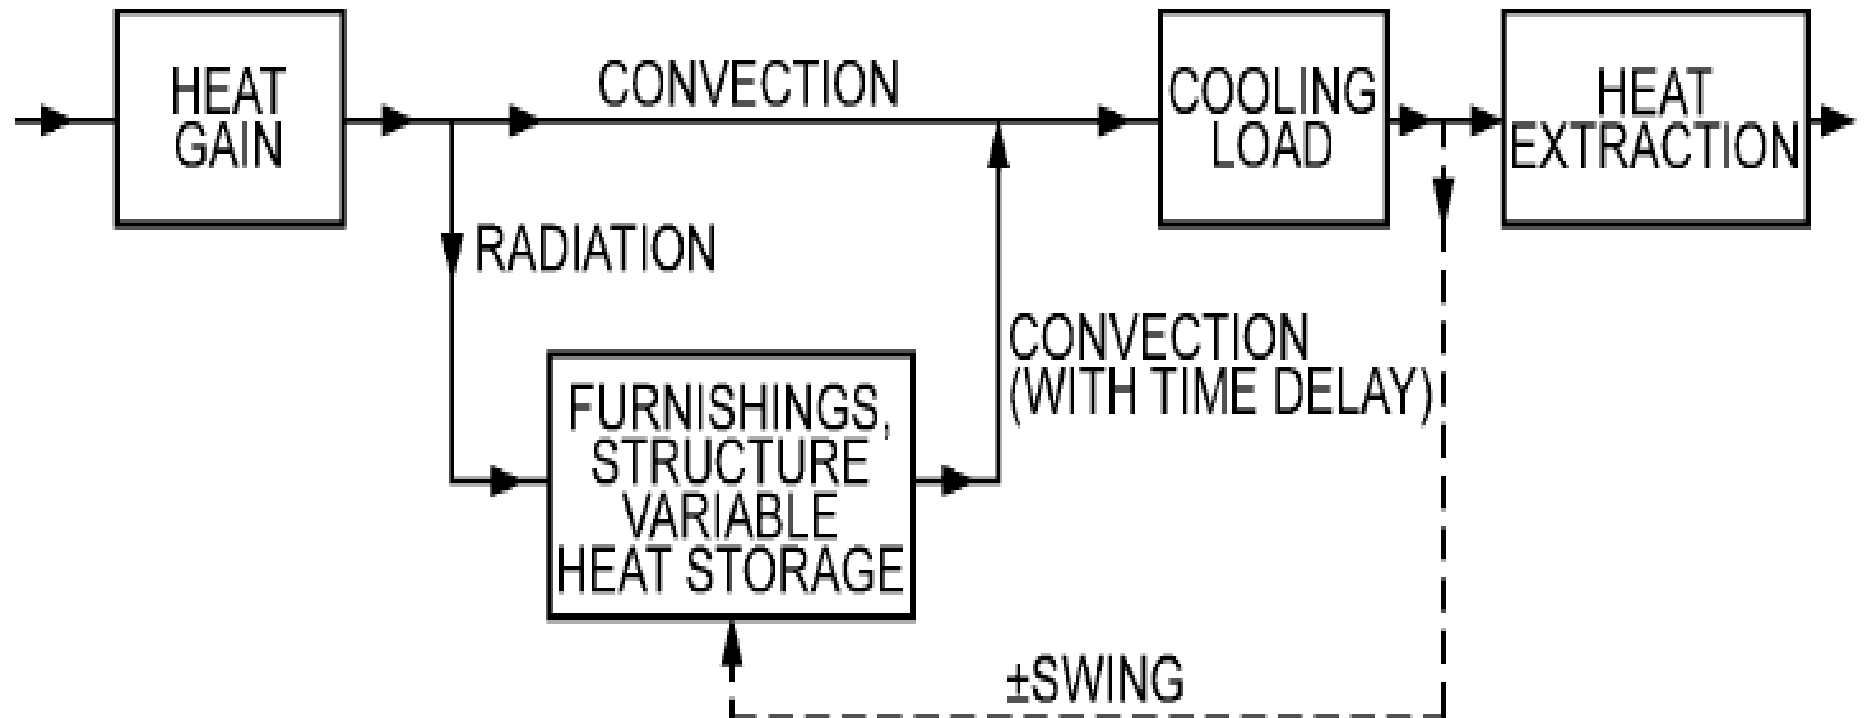 HEAT
GAIN
CONVECTION
COOLING
LOAD
HEAT
EXTRACTION
RADIATION
CONVECTION
(WITH TIME DELAY)
FURNISHINGS,
STRUCTURE
VARIABLE
HEAT STORAGE
±SWING